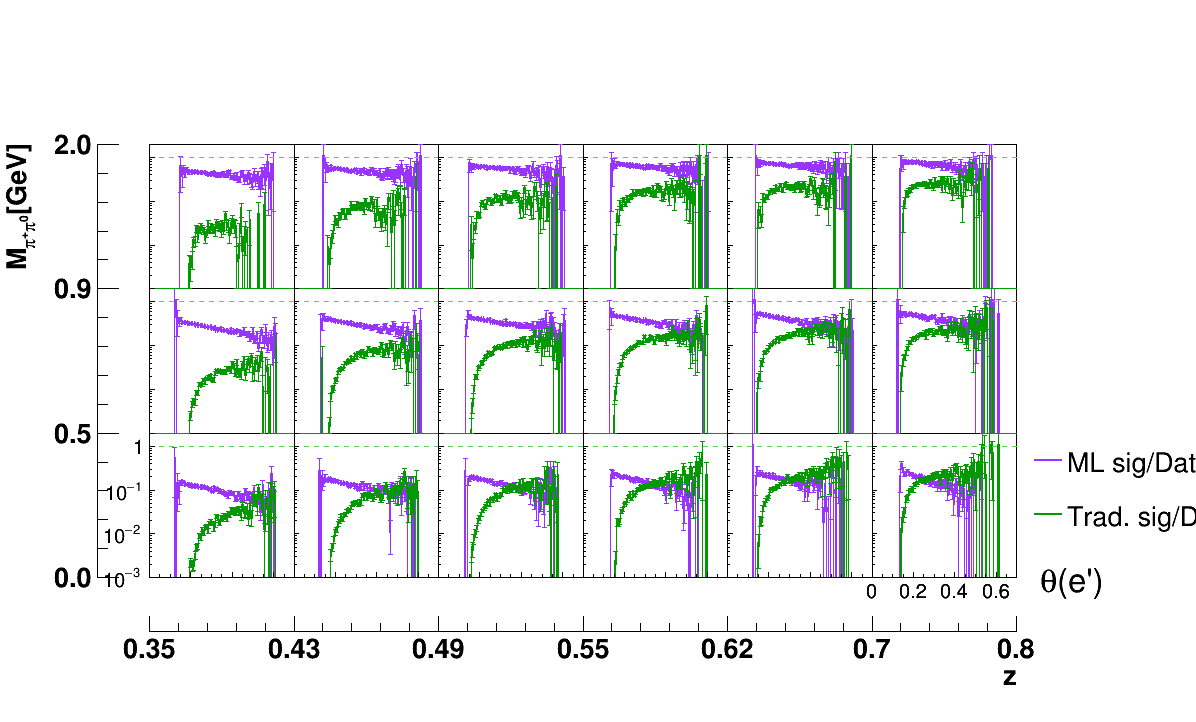 2.0
M_{π⁺π⁰}[GeV]
0.9
0.5
1
10⁻¹
ML sig/Dat
10⁻²
Trad. sig/D
0.0
10⁻³
0 0.2 0.4 0.6
θ(e')
0.35 0.43 0.49 0.55 0.62 0.7 0.8
z